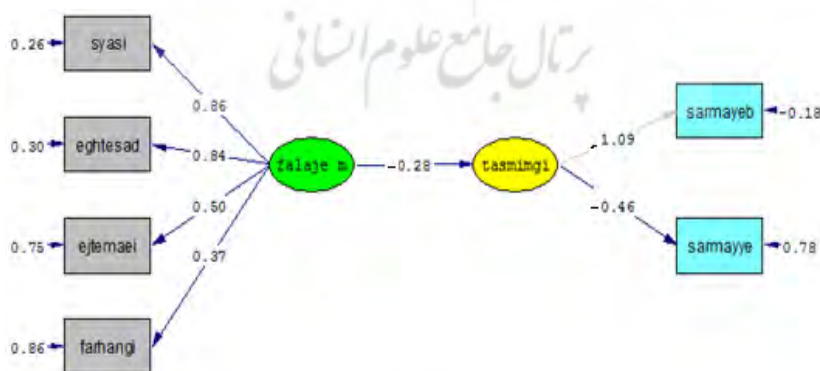 پرتال جامع علوم انسانی
0.26
syasi
0.86
0.30
eghtesad
0.84
falaje m
-0.28
tasmimgi
-1.09
sarmayeb
-0.18
0.75
ejtemaei
0.50
-0.46
sarmayye
0.78
0.37
0.86
farhangi